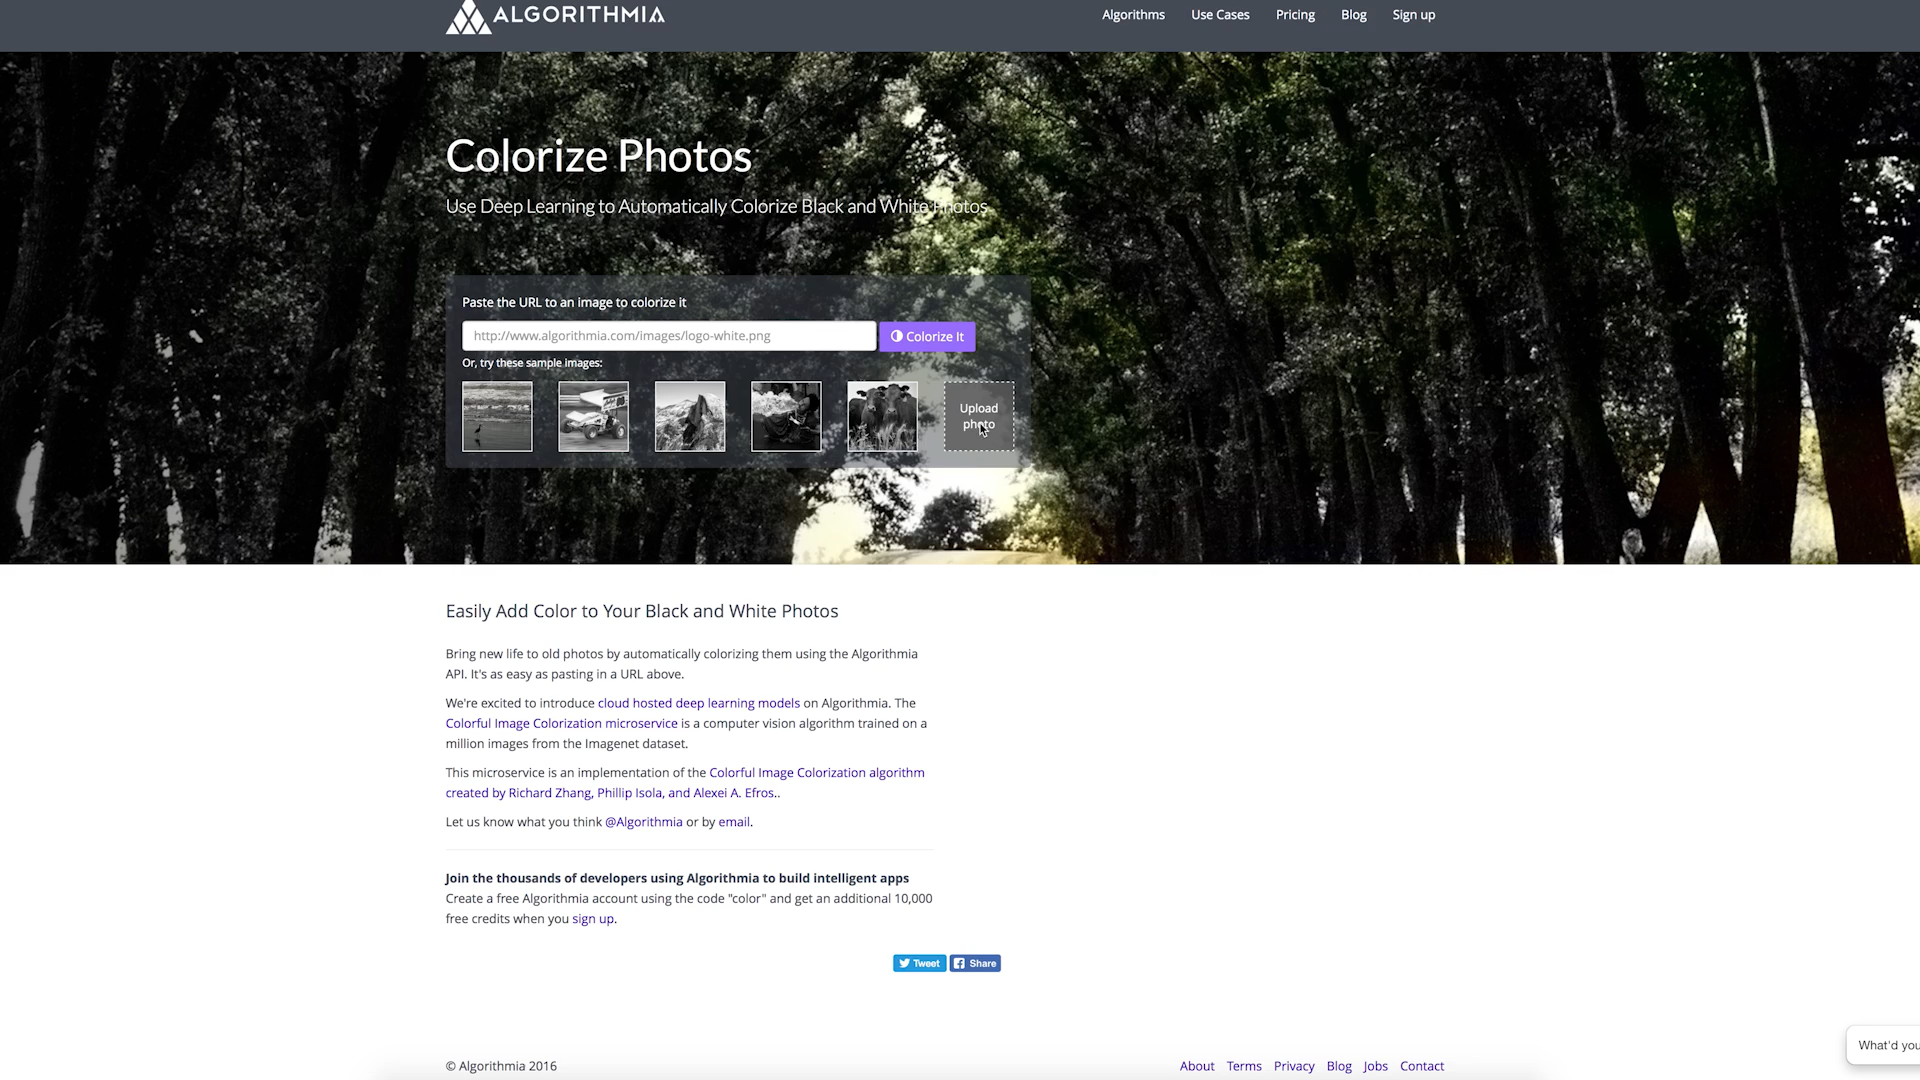 ALGORITHMIA
Algorithms Use Cases Pricing Blog Sign up
Colorize Photos
Use Deep Learning to Automatically Colorize Black and White Photos
Paste the URL to an image to colorize it
http://www.algorithmia.com/images/logo-white.png
Colorize It
Or, try these sample images:
Upload
photo
Easily Add Color to Your Black and White Photos
Bring new life to old photos by automatically colorizing them using the Algorithmia
API. It's as easy as pasting in a URL above.
We're excited to introduce cloud hosted deep learning models on Algorithmia. The
Colorful Image Colorization microservice is a computer vision algorithm trained on a
million images from the Imagenet dataset.
This microservice is an implementation of the Colorful Image Colorization algorithm
created by Richard Zhang, Phillip Isola, and Alexei A. Efros..
Let us know what you think @Algorithmia or by email.
Join the thousands of developers using Algorithmia to build intelligent apps
Create a free Algorithmia account using the code "color" and get an additional 10,000
free credits when you sign up.
Tweet Share
What'd you
© Algorithmia 2016
About Terms Privacy Blog Jobs Contact